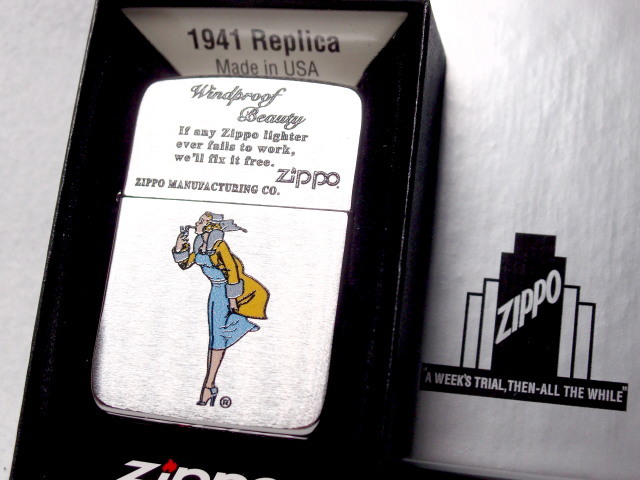 1941 Replica
Made in USA
Windproof
Beauty
If any Zippo lighter
ever fails to work,
we'll fix it free.
Zippo
ZIPPO MANUFACTURING CO.
®
Zippo
ZIPPO
"A WEEK'S TRIAL, THEN-ALL THE WHILE"